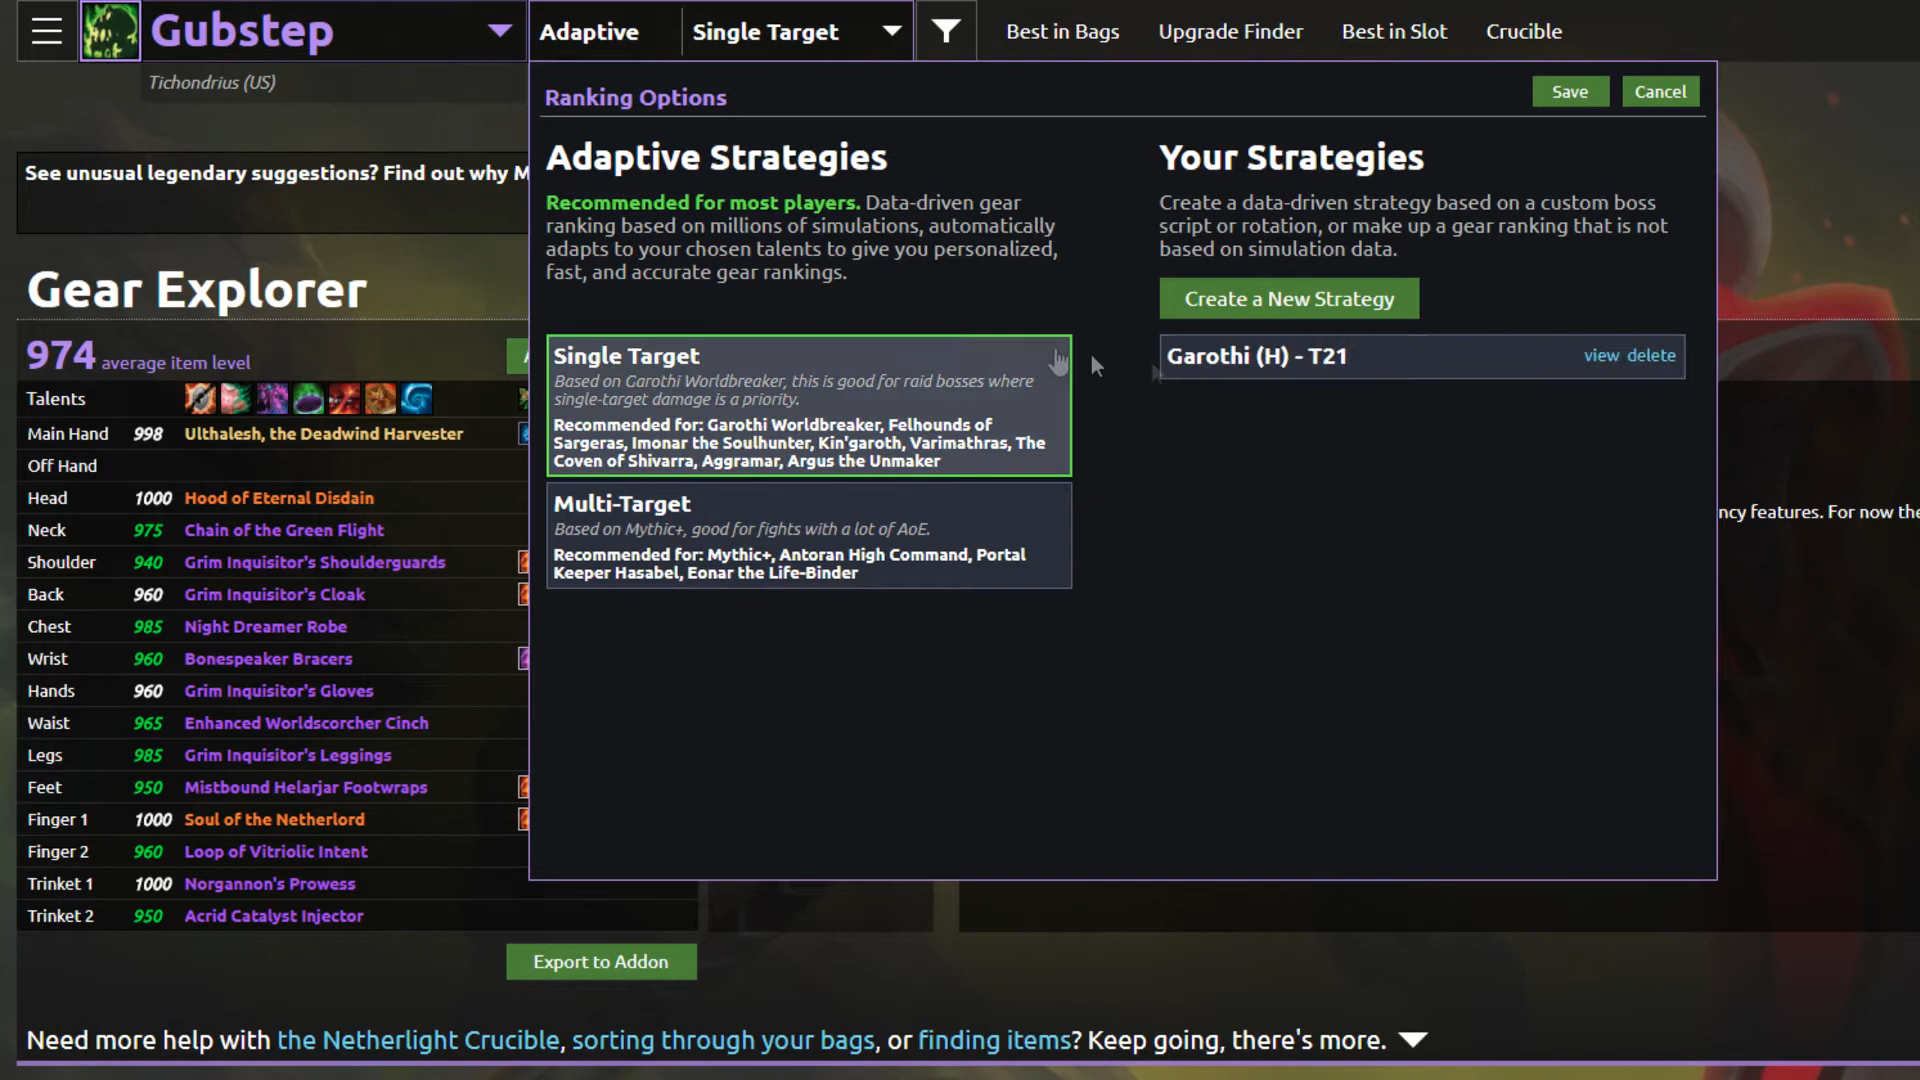 Gubstep
Adaptive
Single Target
Best in Bags
Upgrade Finder
Best in Slot
Crucible
Tichondrius (US)
Ranking Options
Save
Cancel
See unusual legendary suggestions? Find out why M
Adaptive Strategies
Recommended for most players. Data-driven gear
ranking based on millions of simulations, automatically
adapts to your chosen talents to give you personalized,
fast, and accurate gear rankings.
Your Strategies
Create a data-driven strategy based on a custom boss
script or rotation, or make up a gear ranking that is not
based on simulation data.
Create a New Strategy
Single Target
Based on Garothi Worldbreaker, this is good for raid bosses where
single-target damage is a priority.
Recommended for: Garothi Worldbreaker, Felhounds of
Sargeras, Imonar the Soulhunter, Kin'garoth, Varimathras, The
Coven of Shivarra, Aggramar, Argus the Unmaker
Garothi (H) - T21
view delete
Multi-Target
Based on Mythic+, good for fights with a lot of AoE.
Recommended for: Mythic+, Antoran High Command, Portal
Keeper Hasabel, Eonar the Life-Binder
ncy features. For now the
Gear Explorer
974 average item level
Talents
Main Hand 998 Ulthalesh, the Deadwind Harvester
Off Hand
Head 1000 Hood of Eternal Disdain
Neck 975 Chain of the Green Flight
Shoulder 940 Grim Inquisitor's Shoulderguards
Back 960 Grim Inquisitor's Cloak
Chest 985 Night Dreamer Robe
Wrist 960 Bonespeaker Bracers
Hands 960 Grim Inquisitor's Gloves
Waist 965 Enhanced Worldscorcher Cinch
Legs 985 Grim Inquisitor's Leggings
Feet 950 Mistbound Helarjar Footwraps
Finger 1 1000 Soul of the Netherlord
Finger 2 960 Loop of Vitriolic Intent
Trinket 1 1000 Norgannon's Prowess
Trinket 2 950 Acrid Catalyst Injector
Export to Addon
Need more help with the Netherlight Crucible, sorting through your bags, or finding items? Keep going, there's more.